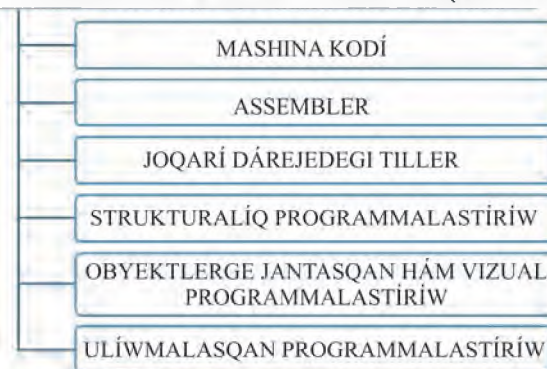 MASHINA KODÍ
ASSEMBLER
JOQARÍ DÁREJEDEGI TILLER
STRUKTURALÍQ PROGRAMMALASTÍRÍW
OBYEKTLERGE JANTASQAN HÁM VIZUAL
PROGRAMMALASTÍRÍW
ULÍWMALASQAN PROGRAMMALASTÍRÍW